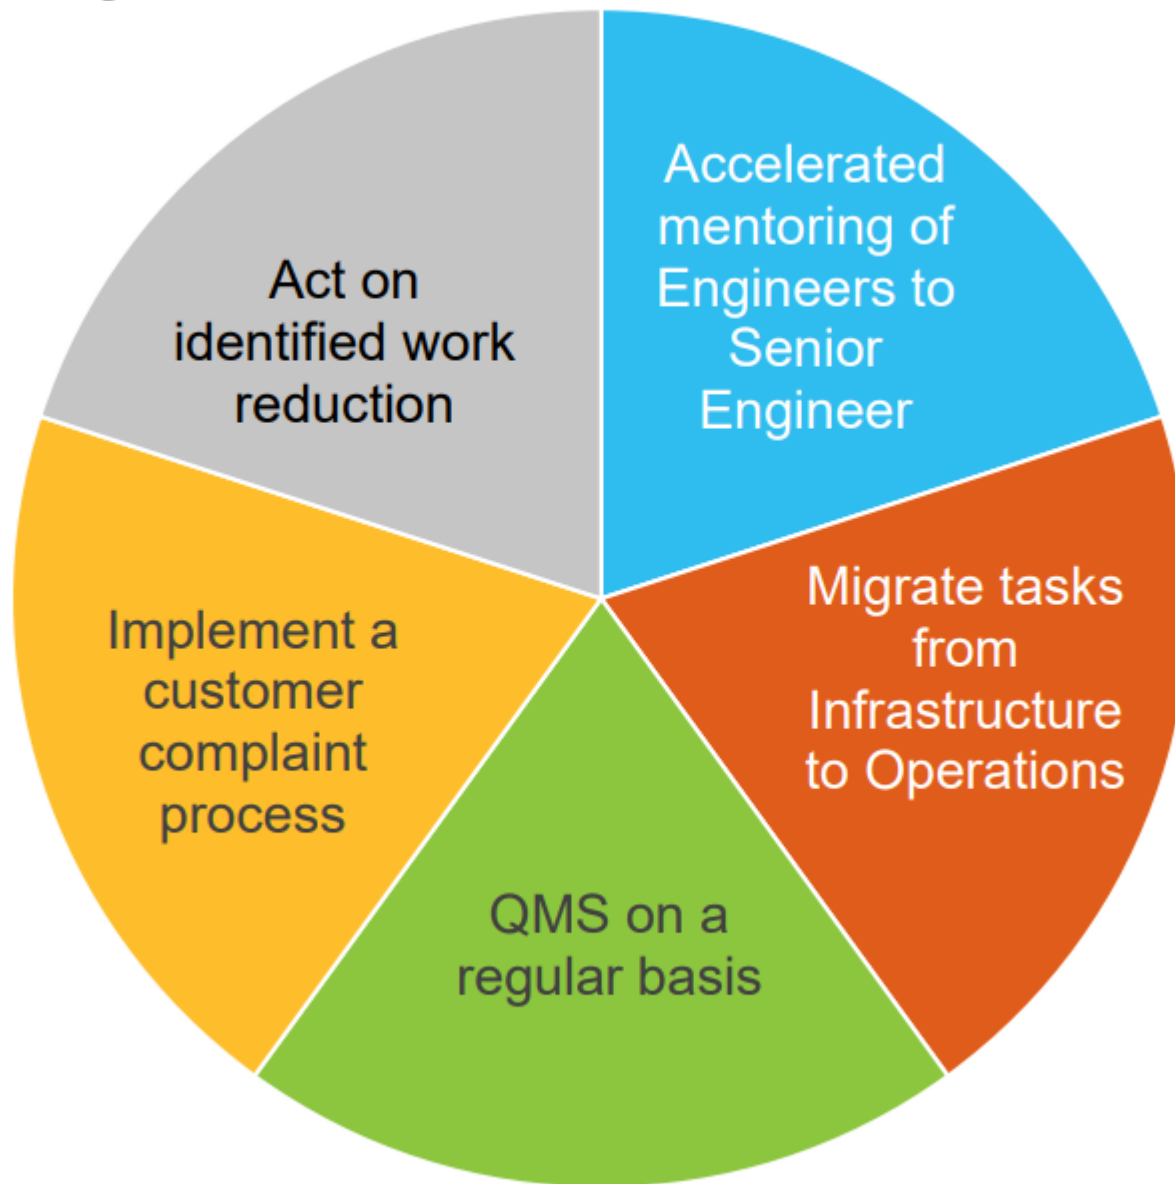 Accelerated
mentoring of
Engineers to
Senior
Engineer
Migrate tasks
from
Infrastructure
to Operations
QMS on a
regular basis
Implement a
customer
complaint
process
Act on
identified work
reduction